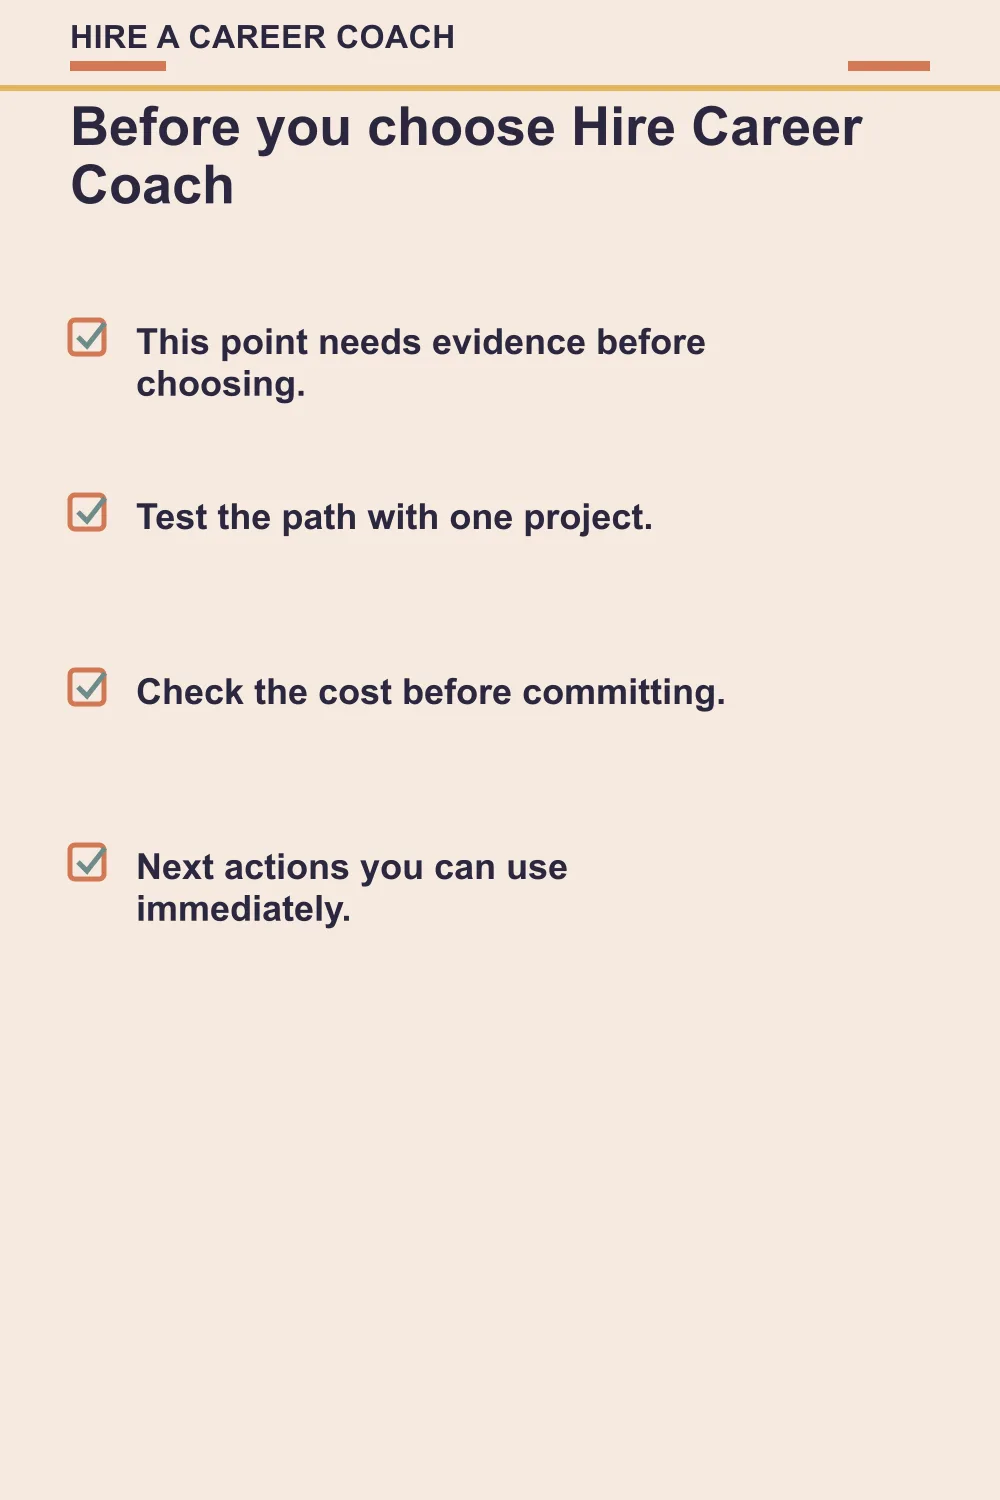 HIRE A CAREER COACH
Before you choose Hire Career
Coach
This point needs evidence before
choosing.
Test the path with one project.
Check the cost before committing.
Next actions you can use
immediately.